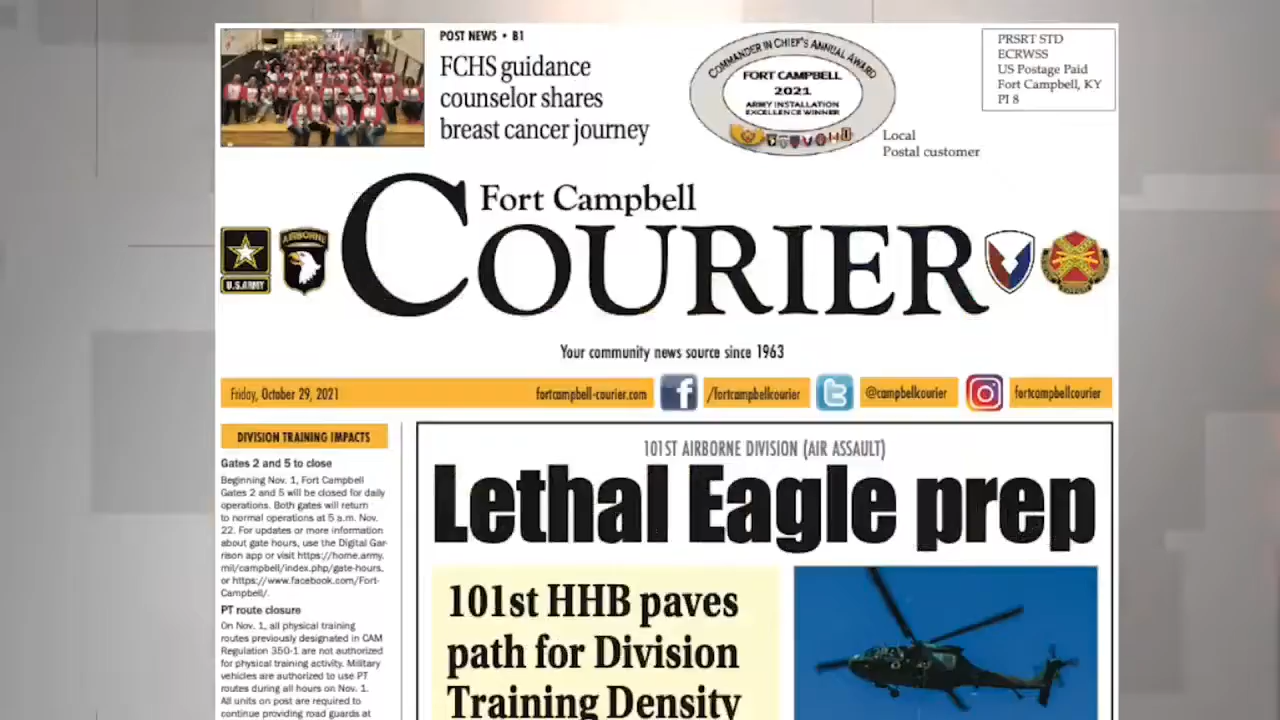 POST NEWS • B1
FCHS guidance
counselor shares
breast cancer journey
COMMANDER IN CHIEF'S ANNUAL AWARD
FORT CAMPBELL
2021
ARMY INSTALLATION
EXCELLENCE WINNER
PRSRT STD
ECRWSS
US Postage Paid
Fort Campbell, KY
PI 8
Local
Postal customer
Fort Campbell
COURIER
U.S.ARMY
AIRBORNE
Your community news source since 1963
Friday, October 29, 2021
fortcampbell-courier.com
/fortcampbellcourier
@campbellcourier
fortcampbellcourier
DIVISION TRAINING IMPACTS
Gates 2 and 5 to close
Beginning Nov. 1, Fort Campbell
Gates 2 and 5 will be closed for daily
operations. Both gates will return
to normal operations at 5 a.m. Nov.
22. For updates or more information
about gate hours, use the Digital Gar-
rison app or visit https://home.army.
mil/campbell/index.php/gate-hours,
or https://www.facebook.com/Fort-
Campbell/.
PT route closure
On Nov. 1, all physical training
routes previously designated in CAM
Regulation 350-1 are not authorized
for physical training activity. Military
vehicles are authorized to use PT
routes during all hours on Nov. 1.
All units on post are required to
continue providing road guards at
101ST AIRBORNE DIVISION (AIR ASSAULT)
Lethal Eagle prep
101st HHB paves
path for Division
Training Density